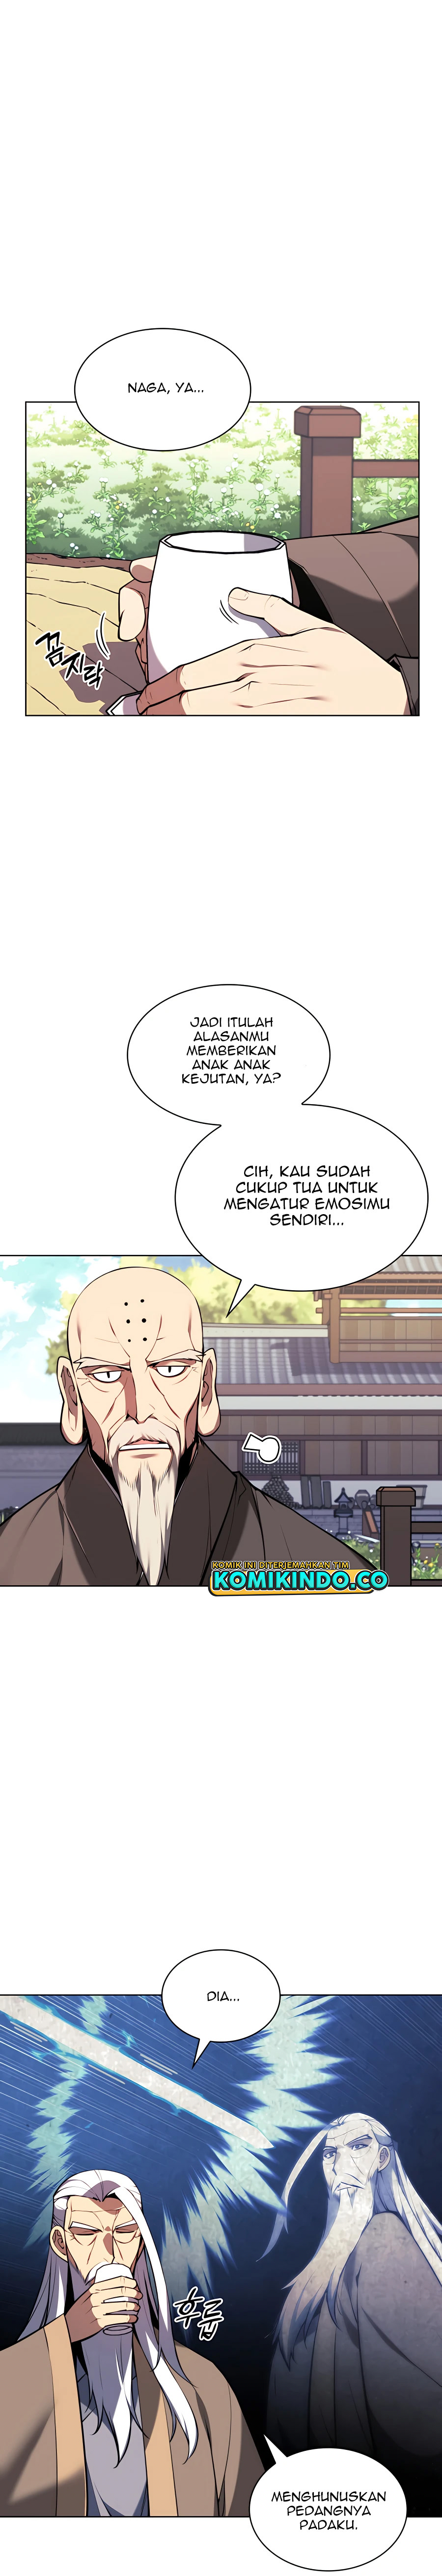 NAGA, YA...
꼼지락
JADI ITULAH
ALASANMU
MEMBERIKAN
ANAK ANAK
KEJUTAN, YA?
CIH, KAU SUDAH
CUKUP TUA UNTUK
MENGATUR EMOSIMU
SENDIRI...
KOMIK INI DITERJEMAHKAN TIM
KOMIKINDO.CO
DIA...
후룹
MENGHUNUSKAN
PEDANGNYA
PADAKU.